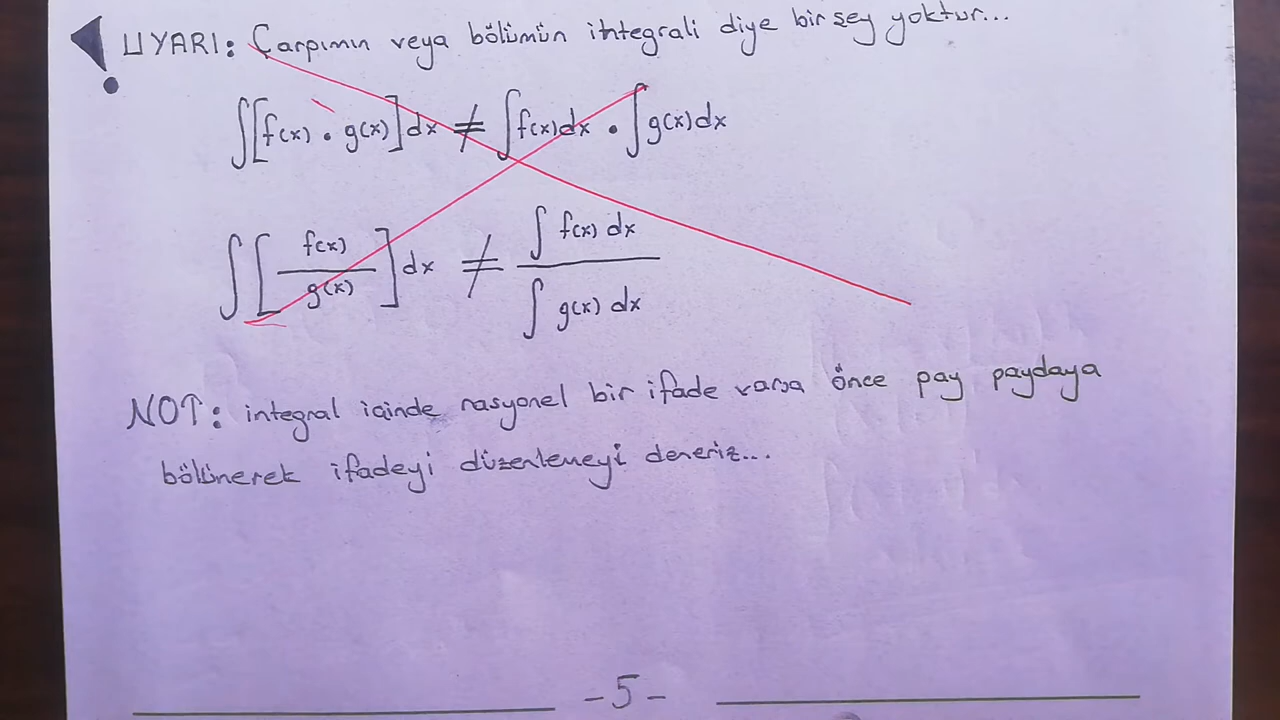 UYARI: Çarpımın veya bölümün integrali diye bir şey yoktur...
∫[f(x) . g(x)]dx ≠ ∫f(x)dx . ∫g(x)dx
∫[f(x)/g(x)]dx ≠ ∫f(x) dx / ∫g(x) dx
NOT: integral içinde rasyonel bir ifade varsa önce pay paydaya
bölünerek ifadeyi düzenlemeyi deneriz...
-5-